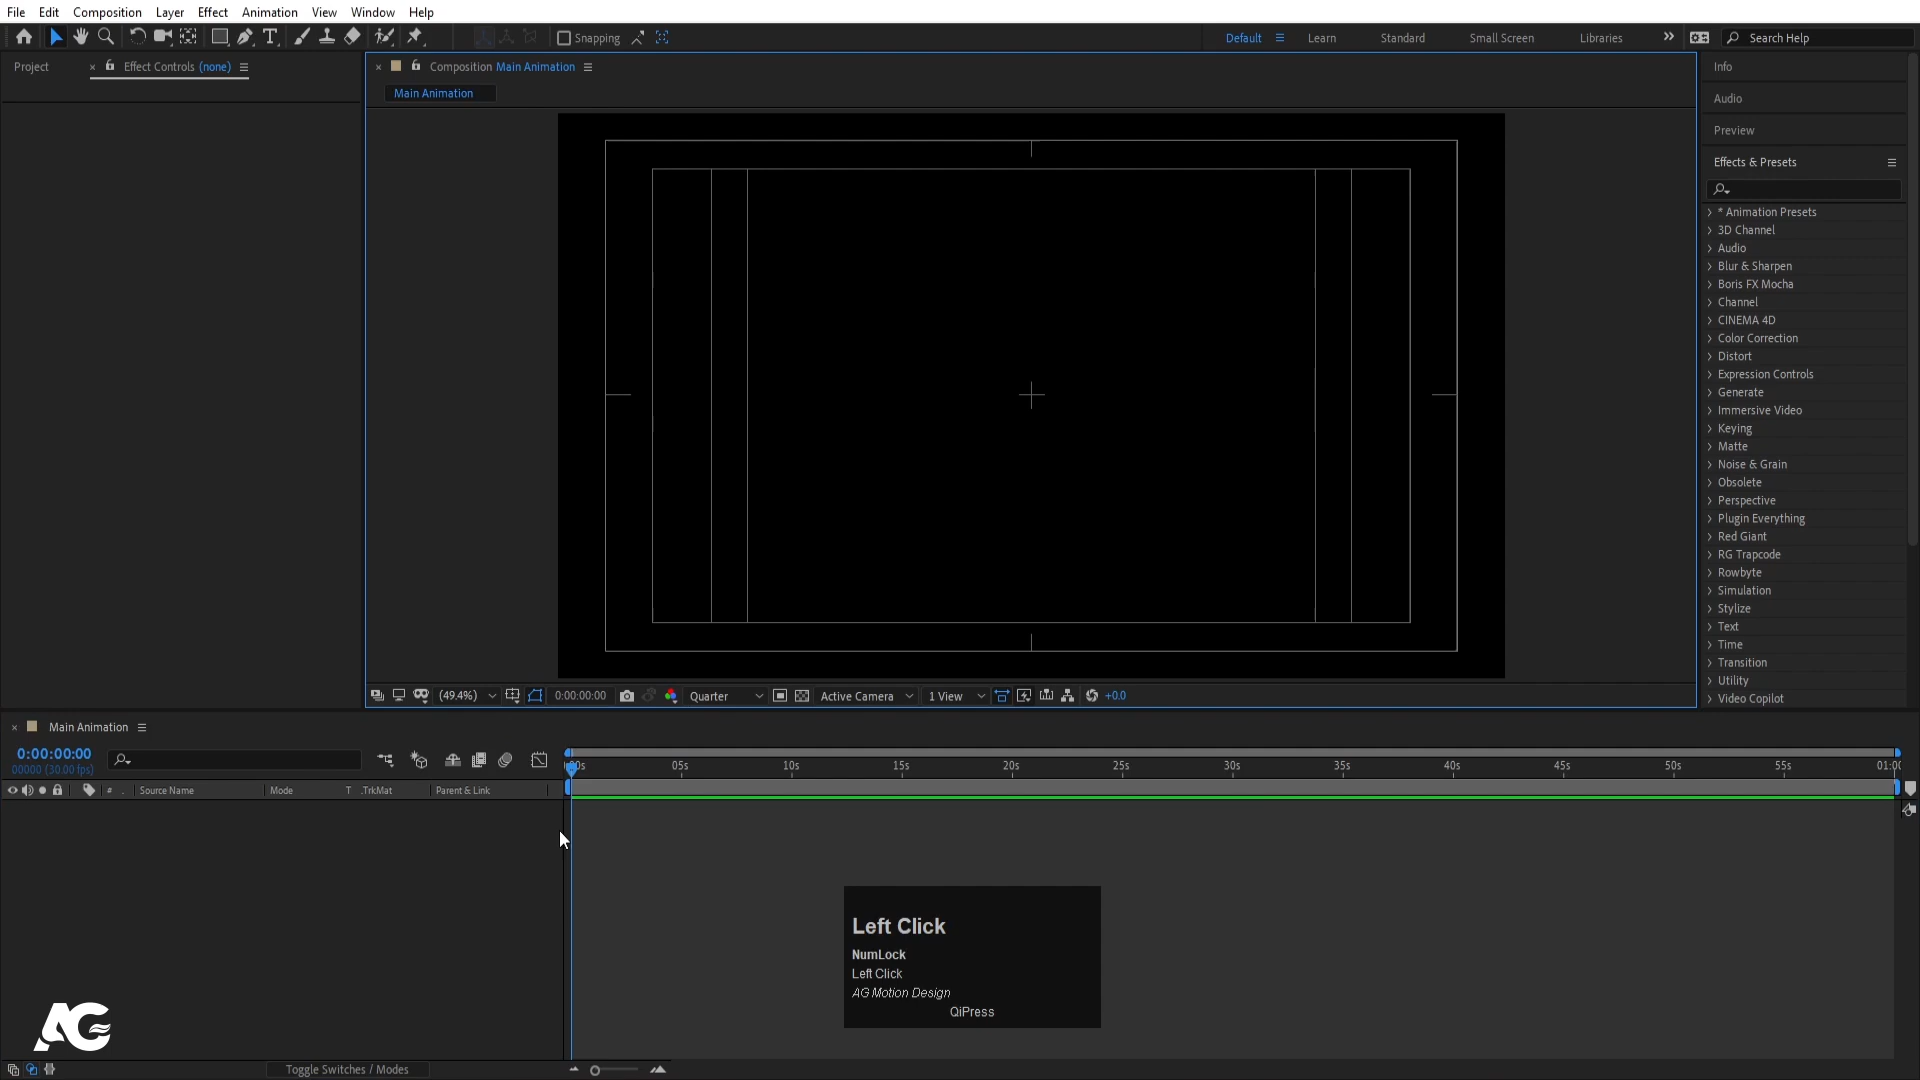 File Edit Composition Layer Effect Animation View Window Help
Snapping Default Learn Standard Small Screen Libraries Search Help
Project Effect Controls (none)
Composition Main Animation
Main Animation
Info
Audio
Preview
Effects & Presets
* Animation Presets
3D Channel
Audio
Blur & Sharpen
Boris FX Mocha
Channel
CINEMA 4D
Color Correction
Distort
Expression Controls
Generate
Immersive Video
Keying
Matte
Noise & Grain
Obsolete
Perspective
Plugin Everything
Red Giant
RG Trapcode
Rowbyte
Simulation
Stylize
Text
Time
Transition
Utility
Video Copilot
(49.4%) 0:00:00:00 Quarter Active Camera 1 View +0.0
Main Animation
0:00:00:00
00000 (30.00 fps)
05s 10s 15s 20s 25s 30s 35s 40s 45s 50s 55s
# . Source Name Mode T .TrkMat Parent & Link
Left Click
NumLock
Left Click
AG Motion Design
QiPress
AG
Toggle Switches / Modes